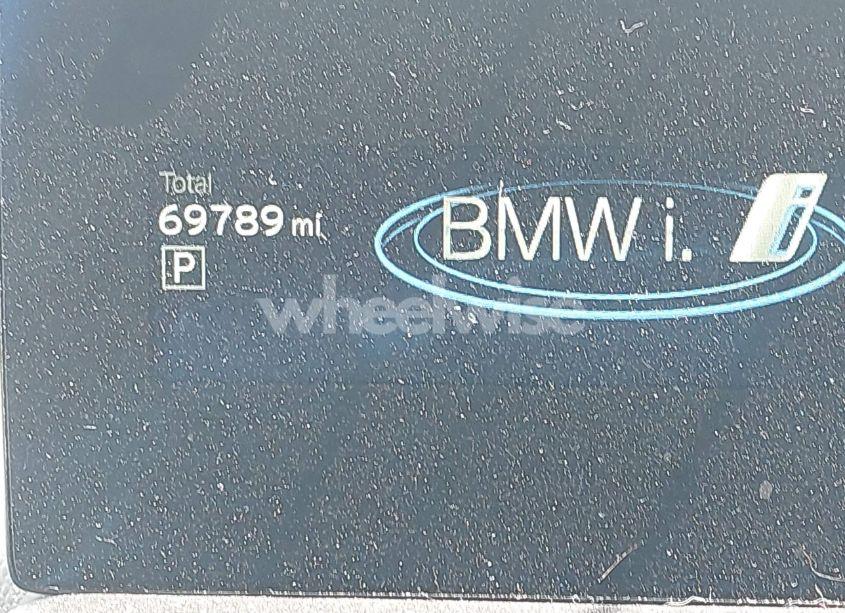 Total
69789 mi
P
BMW i. i
wheelwise